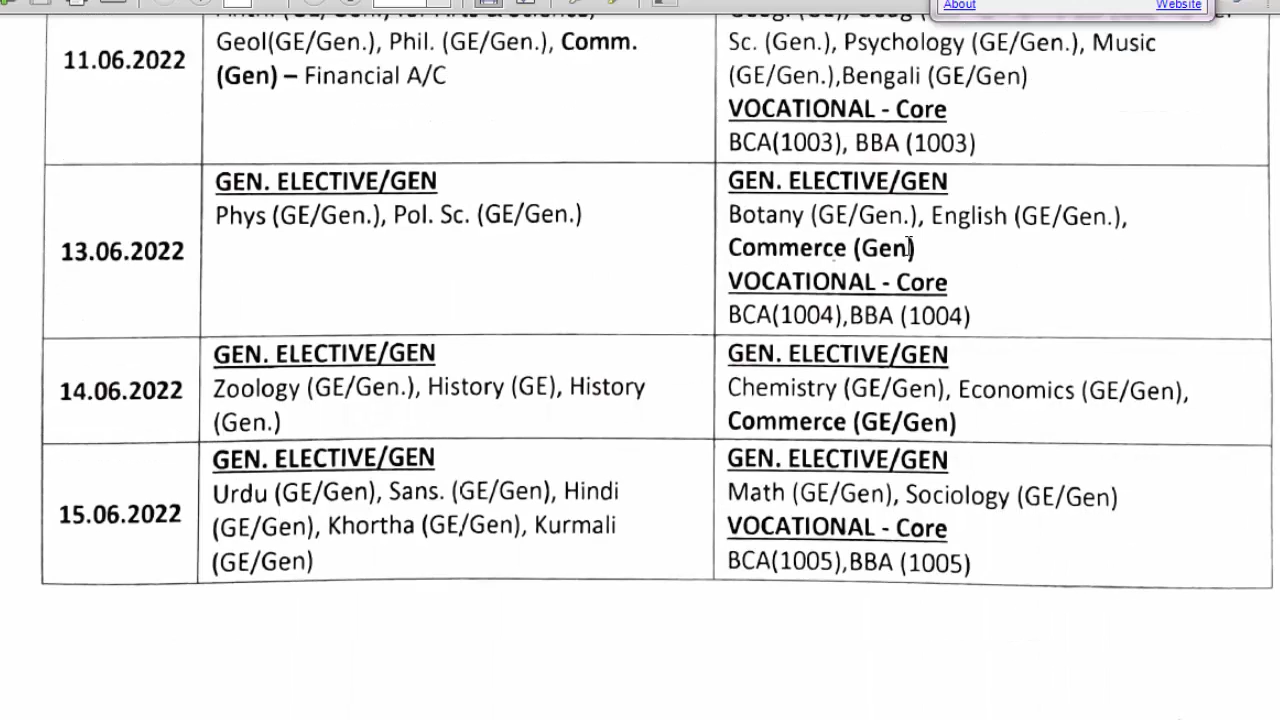 About
Website
11.06.2022
Geol(GE/Gen.), Phil. (GE/Gen.), Comm.
(Gen) – Financial A/C
Sc. (Gen.), Psychology (GE/Gen.), Music
(GE/Gen.),Bengali (GE/Gen)
VOCATIONAL - Core
BCA(1003), BBA (1003)
13.06.2022
GEN. ELECTIVE/GEN
Phys (GE/Gen.), Pol. Sc. (GE/Gen.)
GEN. ELECTIVE/GEN
Botany (GE/Gen.), English (GE/Gen.),
Commerce (Gen)
VOCATIONAL - Core
BCA(1004),BBA (1004)
14.06.2022
GEN. ELECTIVE/GEN
Zoology (GE/Gen.), History (GE), History
(Gen.)
GEN. ELECTIVE/GEN
Chemistry (GE/Gen), Economics (GE/Gen),
Commerce (GE/Gen)
15.06.2022
GEN. ELECTIVE/GEN
Urdu (GE/Gen), Sans. (GE/Gen), Hindi
(GE/Gen), Khortha (GE/Gen), Kurmali
(GE/Gen)
GEN. ELECTIVE/GEN
Math (GE/Gen), Sociology (GE/Gen)
VOCATIONAL - Core
BCA(1005),BBA (1005)